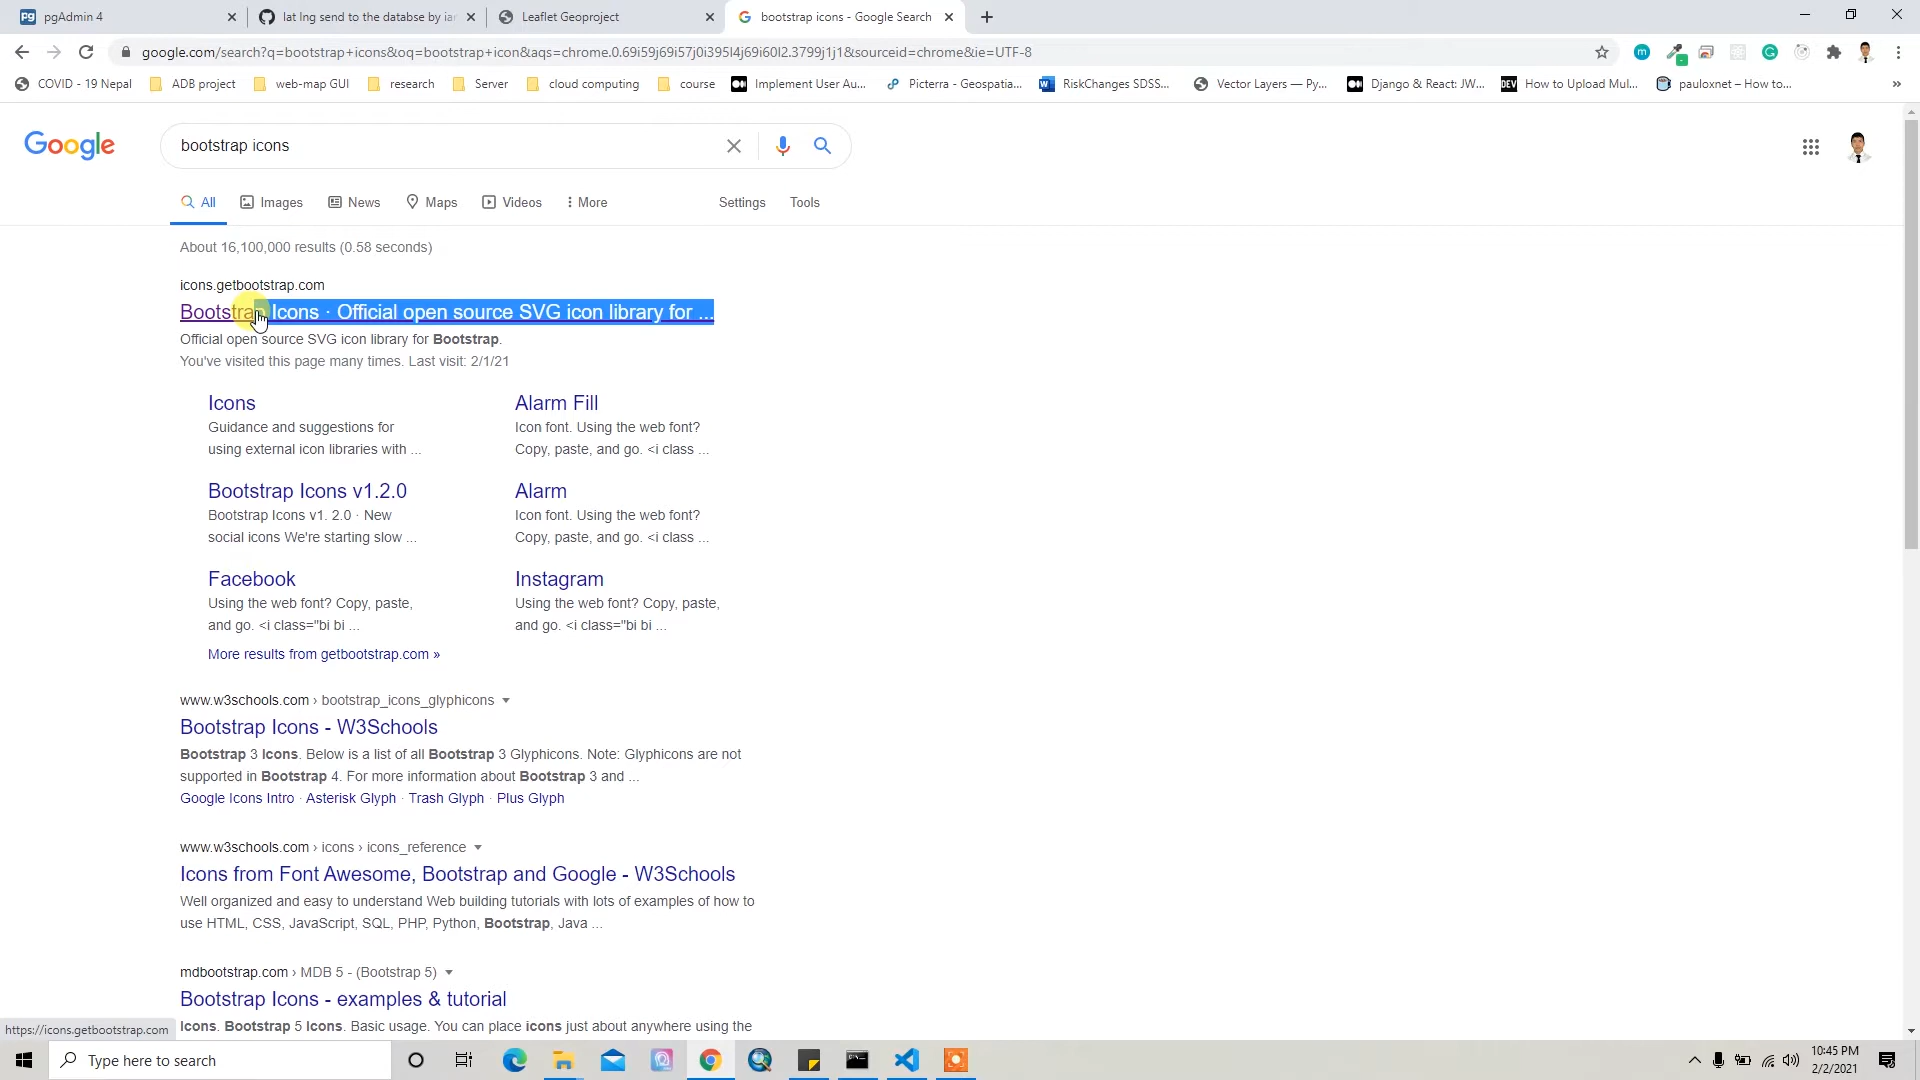 pgAdmin 4
lat lng send to the databse by iar
Leaflet Geoproject
bootstrap icons - Google Search
google.com/search?q=bootstrap+icons&oq=bootstrap+icon&aqs=chrome.0.69i59j69i57j0i395l4j69i60l2.3799j1j1&sourceid=chrome&ie=UTF-8
COVID - 19 Nepal
ADB project
web-map GUI
research
Server
cloud computing
course
Implement User Au...
Picterra - Geospatia...
RiskChanges SDSS...
Vector Layers — Py...
Django & React: JW...
How to Upload Mul...
pauloxnet – How to...
Google
bootstrap icons
All
Images
News
Maps
Videos
More
Settings
Tools
About 16,100,000 results (0.58 seconds)
icons.getbootstrap.com
Bootstrap Icons · Official open source SVG icon library for ...
Official open source SVG icon library for Bootstrap.
You've visited this page many times. Last visit: 2/1/21
Icons
Guidance and suggestions for
using external icon libraries with ...
Alarm Fill
Icon font. Using the web font?
Copy, paste, and go. <i class ...
Bootstrap Icons v1.2.0
Bootstrap Icons v1. 2.0 · New
social icons We're starting slow ...
Alarm
Icon font. Using the web font?
Copy, paste, and go. <i class ...
Facebook
Using the web font? Copy, paste,
and go. <i class="bi bi ...
Instagram
Using the web font? Copy, paste,
and go. <i class="bi bi ...
More results from getbootstrap.com »
www.w3schools.com › bootstrap_icons_glyphicons
Bootstrap Icons - W3Schools
Bootstrap 3 Icons. Below is a list of all Bootstrap 3 Glyphicons. Note: Glyphicons are not
supported in Bootstrap 4. For more information about Bootstrap 3 and ...
Google Icons Intro · Asterisk Glyph · Trash Glyph · Plus Glyph
www.w3schools.com › icons › icons_reference
Icons from Font Awesome, Bootstrap and Google - W3Schools
Well organized and easy to understand Web building tutorials with lots of examples of how to
use HTML, CSS, JavaScript, SQL, PHP, Python, Bootstrap, Java ...
mdbootstrap.com › MDB 5 - (Bootstrap 5)
Bootstrap Icons - examples & tutorial
Icons. Bootstrap 5 Icons. Basic usage. You can place icons just about anywhere using the
https://icons.getbootstrap.com
Type here to search
10:45 PM
2/2/2021